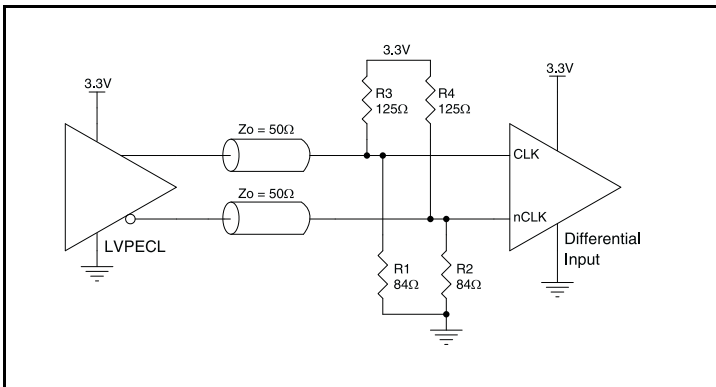 3.3V
3.3V
3.3V
R3
125Ω
R4
125Ω
Zo = 50Ω
CLK
Zo = 50Ω
nCLK
LVPECL
R1
84Ω
R2
84Ω
Differential
Input